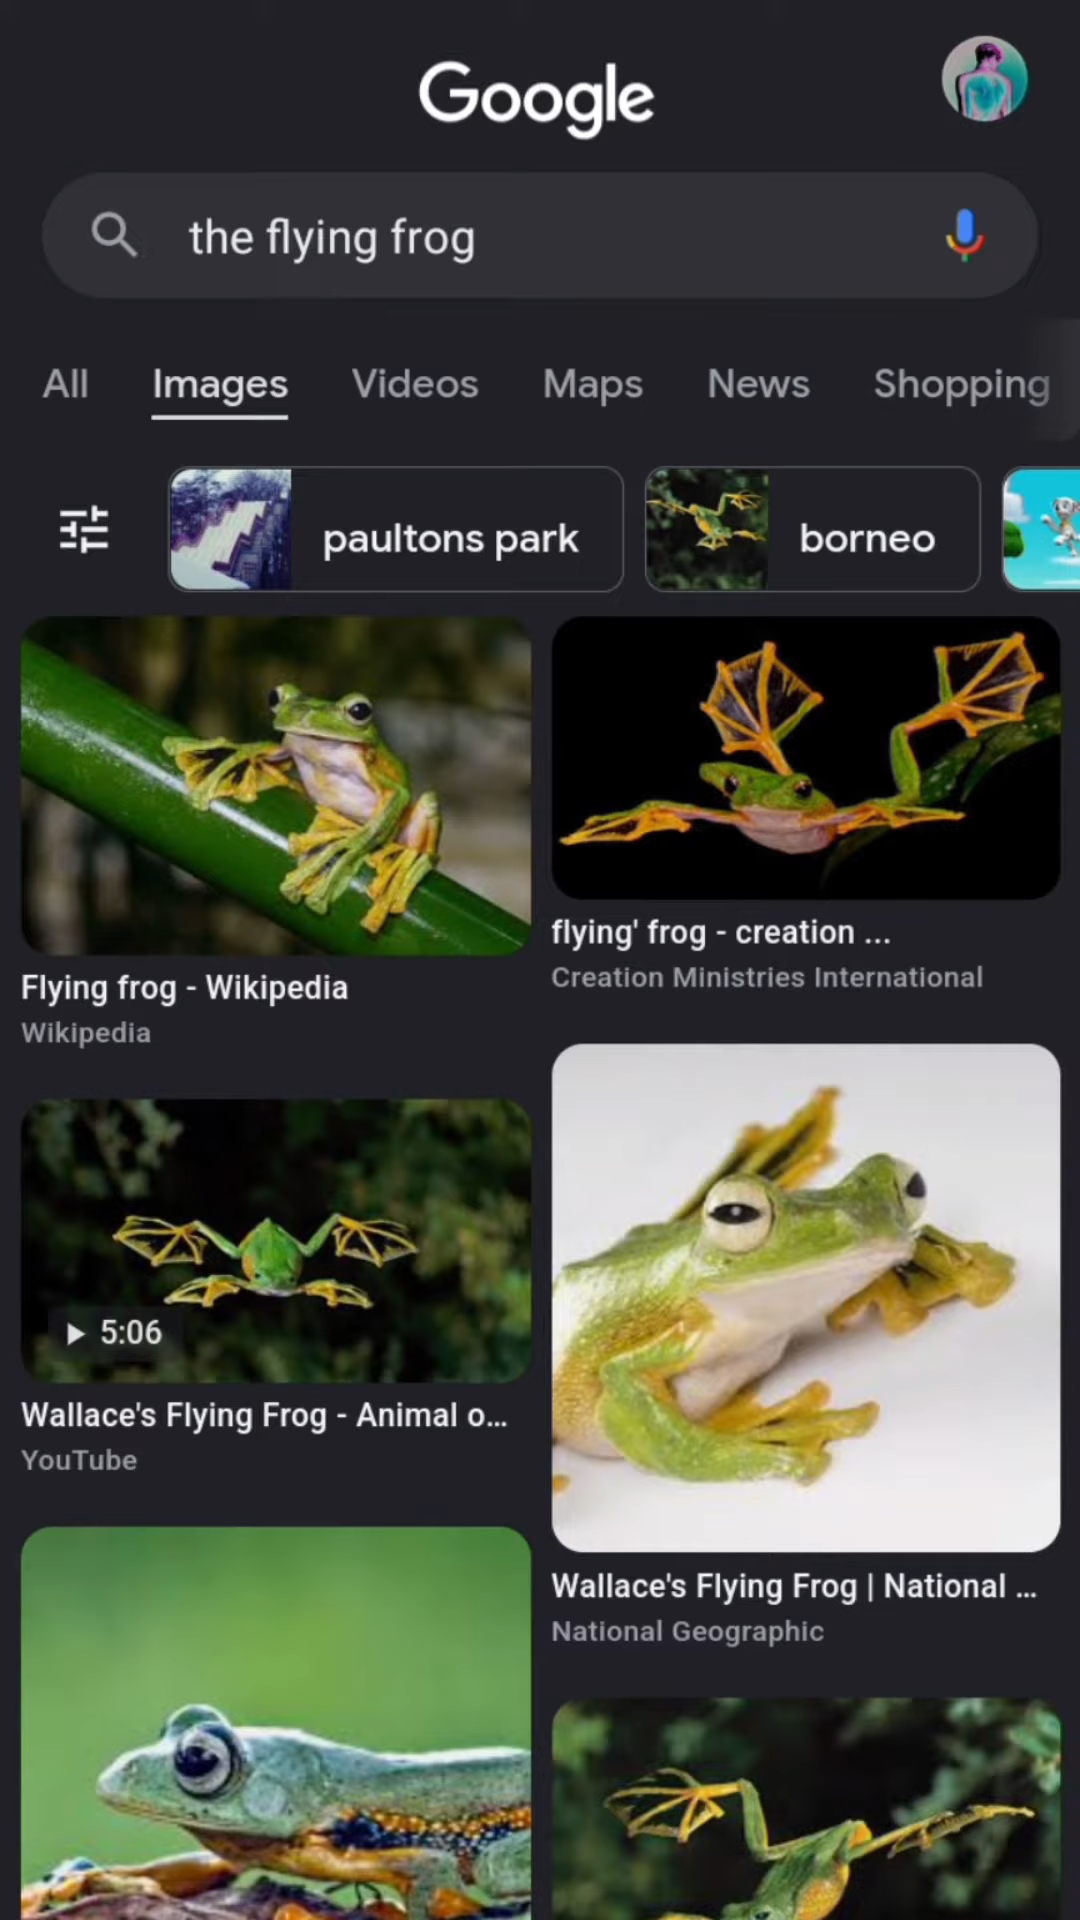 Google
the flying frog
All Images Videos Maps News Shopping
paultons park
borneo
Flying frog - Wikipedia
Wikipedia
flying' frog - creation ...
Creation Ministries International
5:06
Wallace's Flying Frog - Animal o...
YouTube
Wallace's Flying Frog | National ...
National Geographic